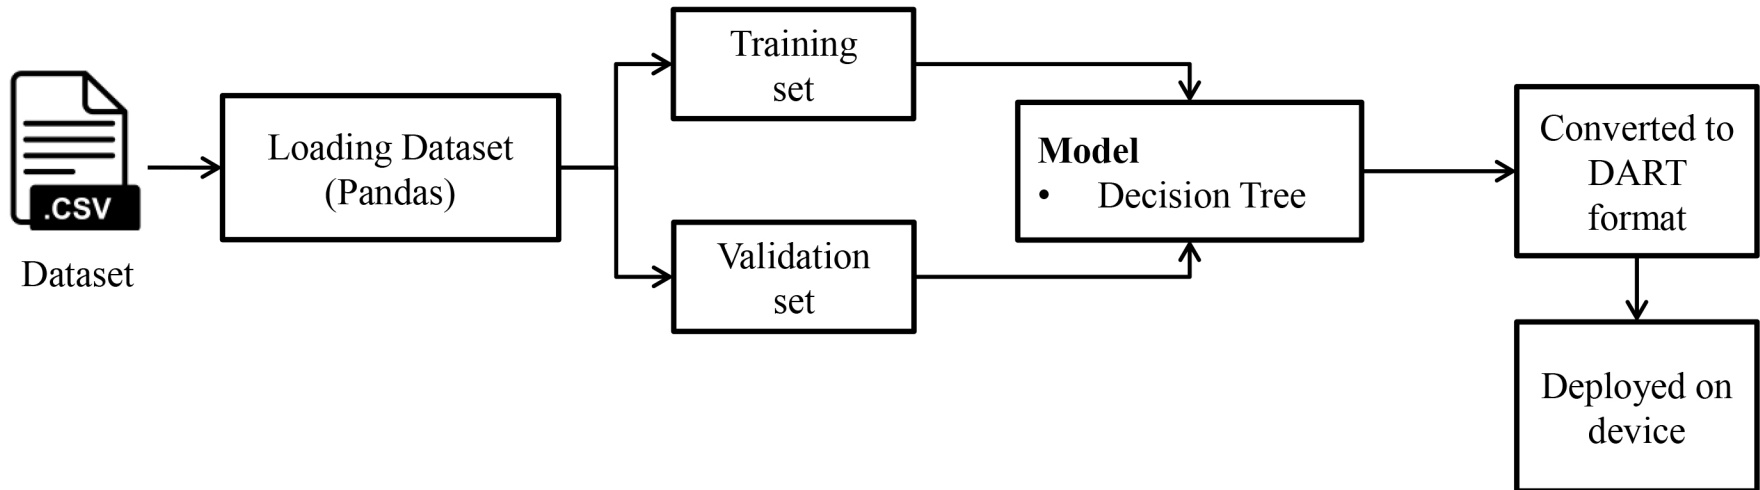 .CSV
Dataset
Loading Dataset
(Pandas)
Training
set
Validation
set
Model
• Decision Tree
Converted to
DART
format
Deployed on
device